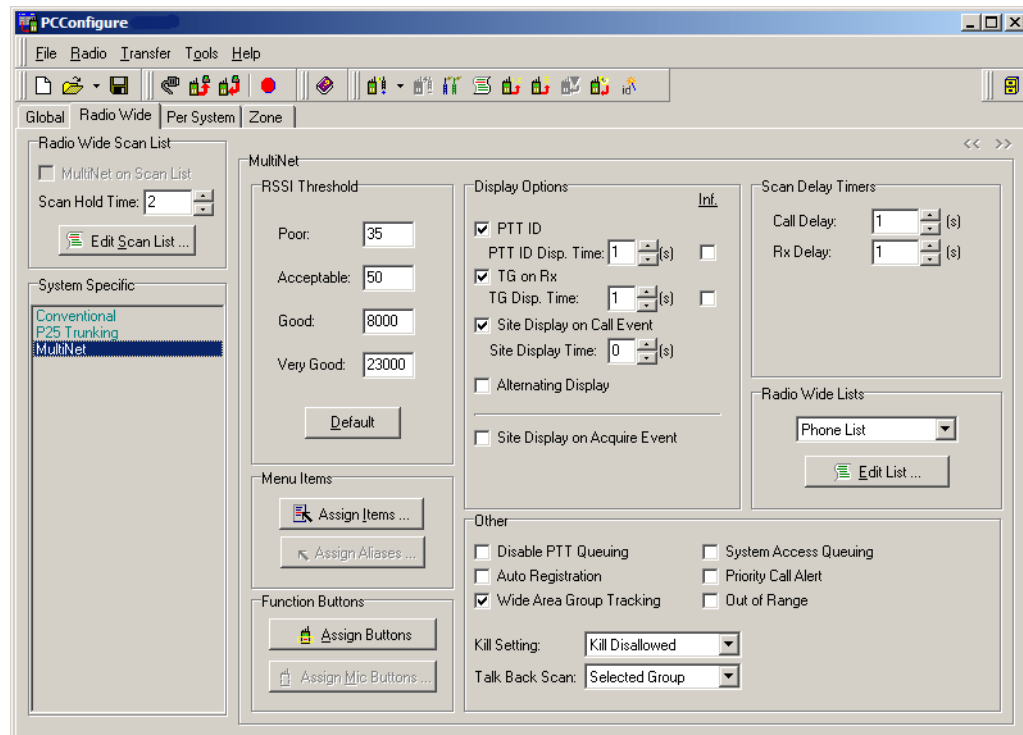 PCConfigure
File Radio Transfer Tools Help
id
Global Radio Wide Per System Zone
Radio Wide Scan List
MultiNet on Scan List
Scan Hold Time: 2
Edit Scan List ...
System Specific
Conventional
P25 Trunking
MultiNet
<< >>
MultiNet
RSSI Threshold
Poor: 35
Acceptable: 50
Good: 8000
Very Good: 23000
Default
Menu Items
Assign Items ...
Assign Aliases ...
Function Buttons
Assign Buttons
Assign Mic Buttons ...
Display Options
Inf.
PTT ID
PTT ID Disp. Time: 1 (s)
TG on Rx
TG Disp. Time: 1 (s)
Site Display on Call Event
Site Display Time: 0 (s)
Alternating Display
Site Display on Acquire Event
Scan Delay Timers
Call Delay: 1 (s)
Rx Delay: 1 (s)
Radio Wide Lists
Phone List
Edit List ...
Other
Disable PTT Queuing System Access Queuing
Auto Registration Priority Call Alert
Wide Area Group Tracking Out of Range
Kill Setting: Kill Disallowed
Talk Back Scan: Selected Group